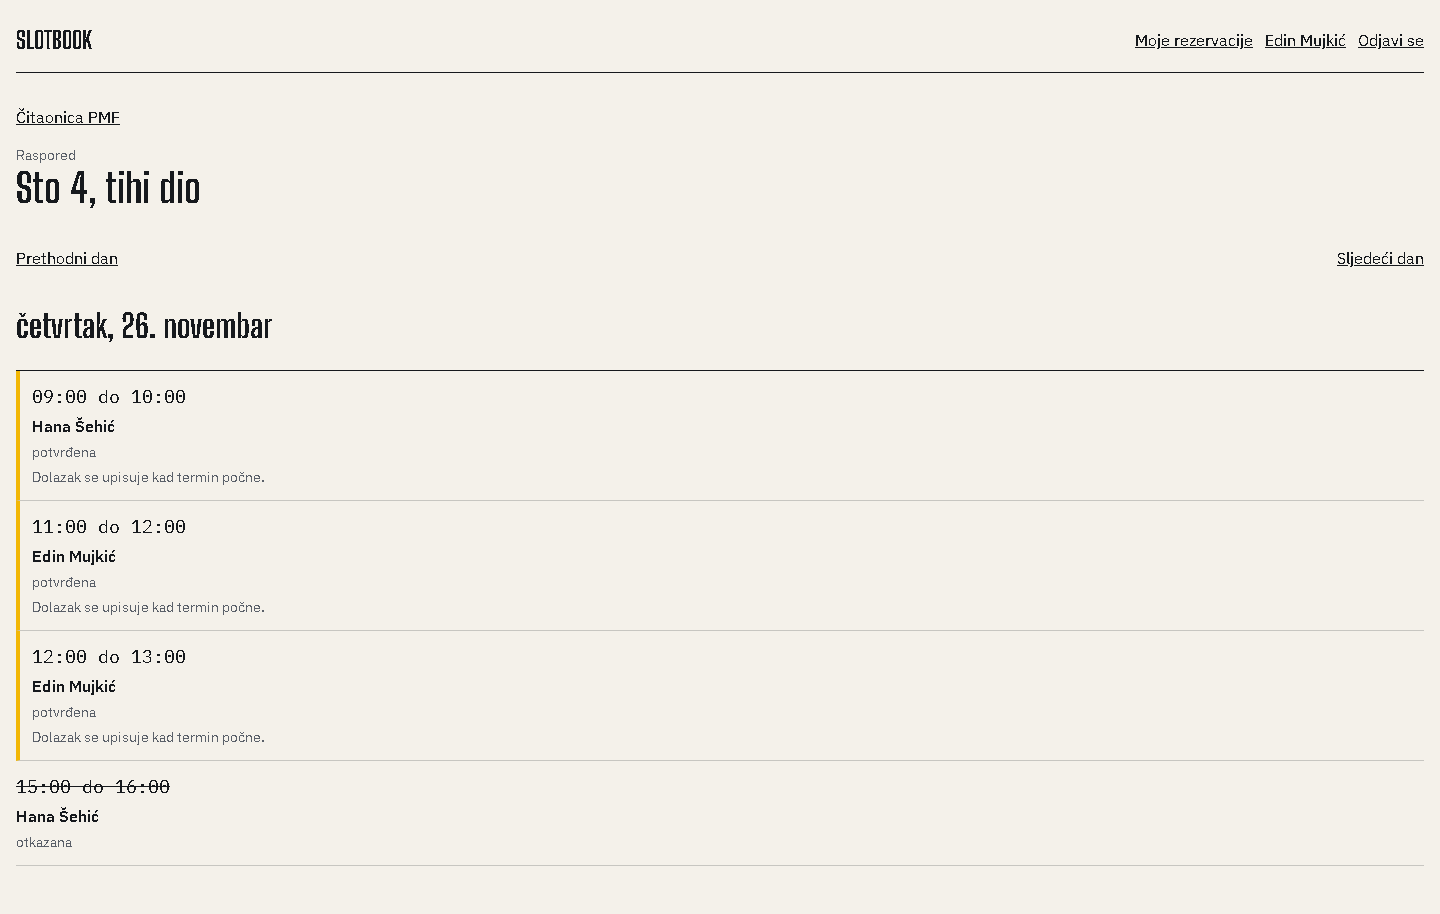 SLOTBOOK
Moje rezervacije Edin Mujkić Odjavi se
Čitaonica PMF
Raspored
Sto 4, tihi dio
Prethodni dan Sljedeći dan
četvrtak, 26. novembar
09:00 do 10:00
Hana Šehić
potvrđena
Dolazak se upisuje kad termin počne.
11:00 do 12:00
Edin Mujkić
potvrđena
Dolazak se upisuje kad termin počne.
12:00 do 13:00
Edin Mujkić
potvrđena
Dolazak se upisuje kad termin počne.
15:00 do 16:00
Hana Šehić
otkazana